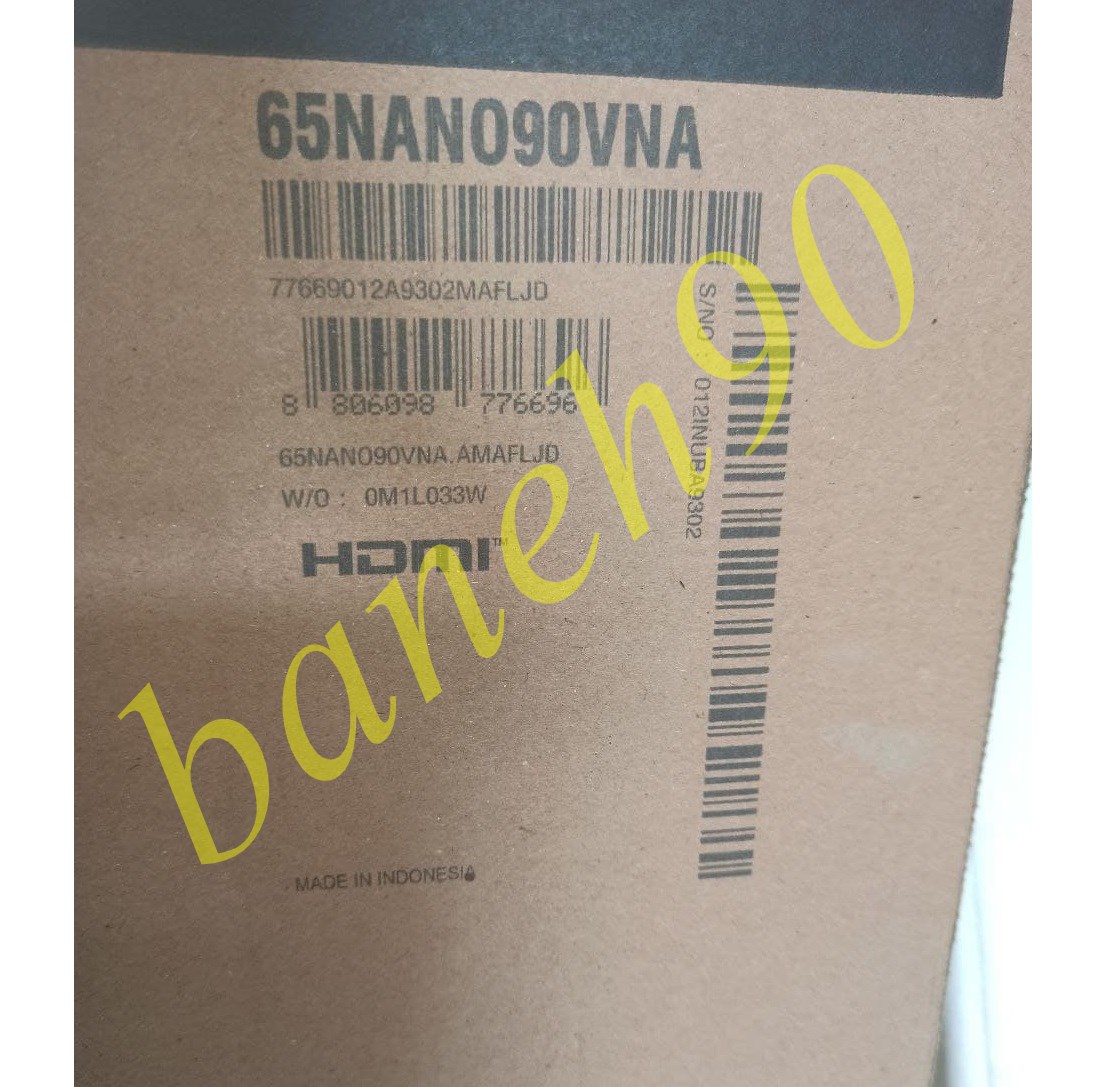 65NANO90VNA
77669012A9302MAFLJD
8 806098 776696
65NANO90VNA.AMAFLJD
W/O : 0M1L033W
HDMI™
S/NO : 012INUBA9302
MADE IN INDONESIA
baneh90